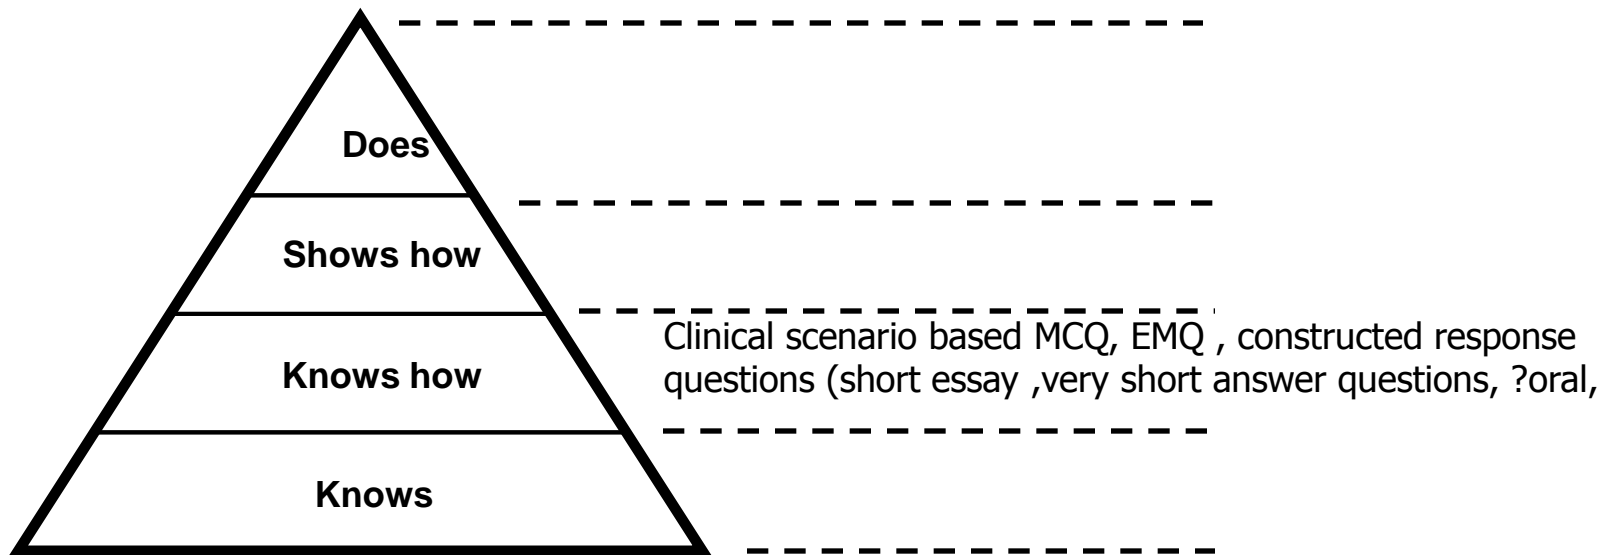 Does
Shows how
Clinical scenario based MCQ, EMQ , constructed response
questions (short essay ,very short answer questions, ?oral,
Knows how
Knows